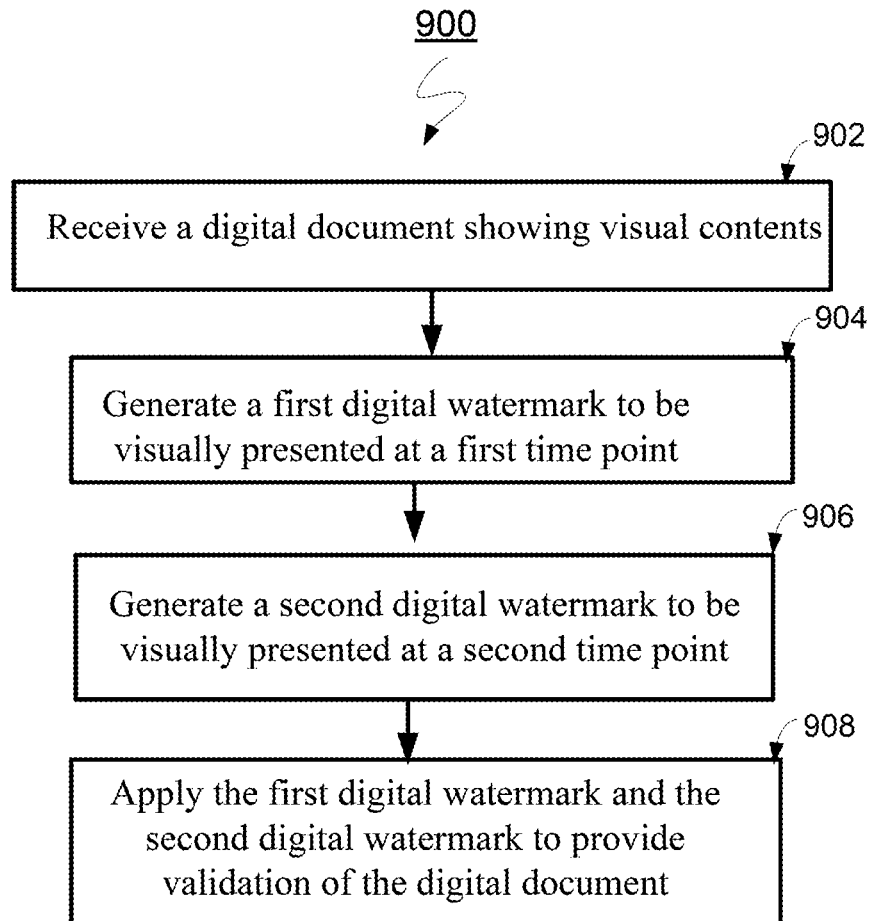 900
902
Receive a digital document showing visual contents
904
Generate a first digital watermark to be
visually presented at a first time point
906
Generate a second digital watermark to be
visually presented at a second time point
908
Apply the first digital watermark and the
second digital watermark to provide
validation of the digital document